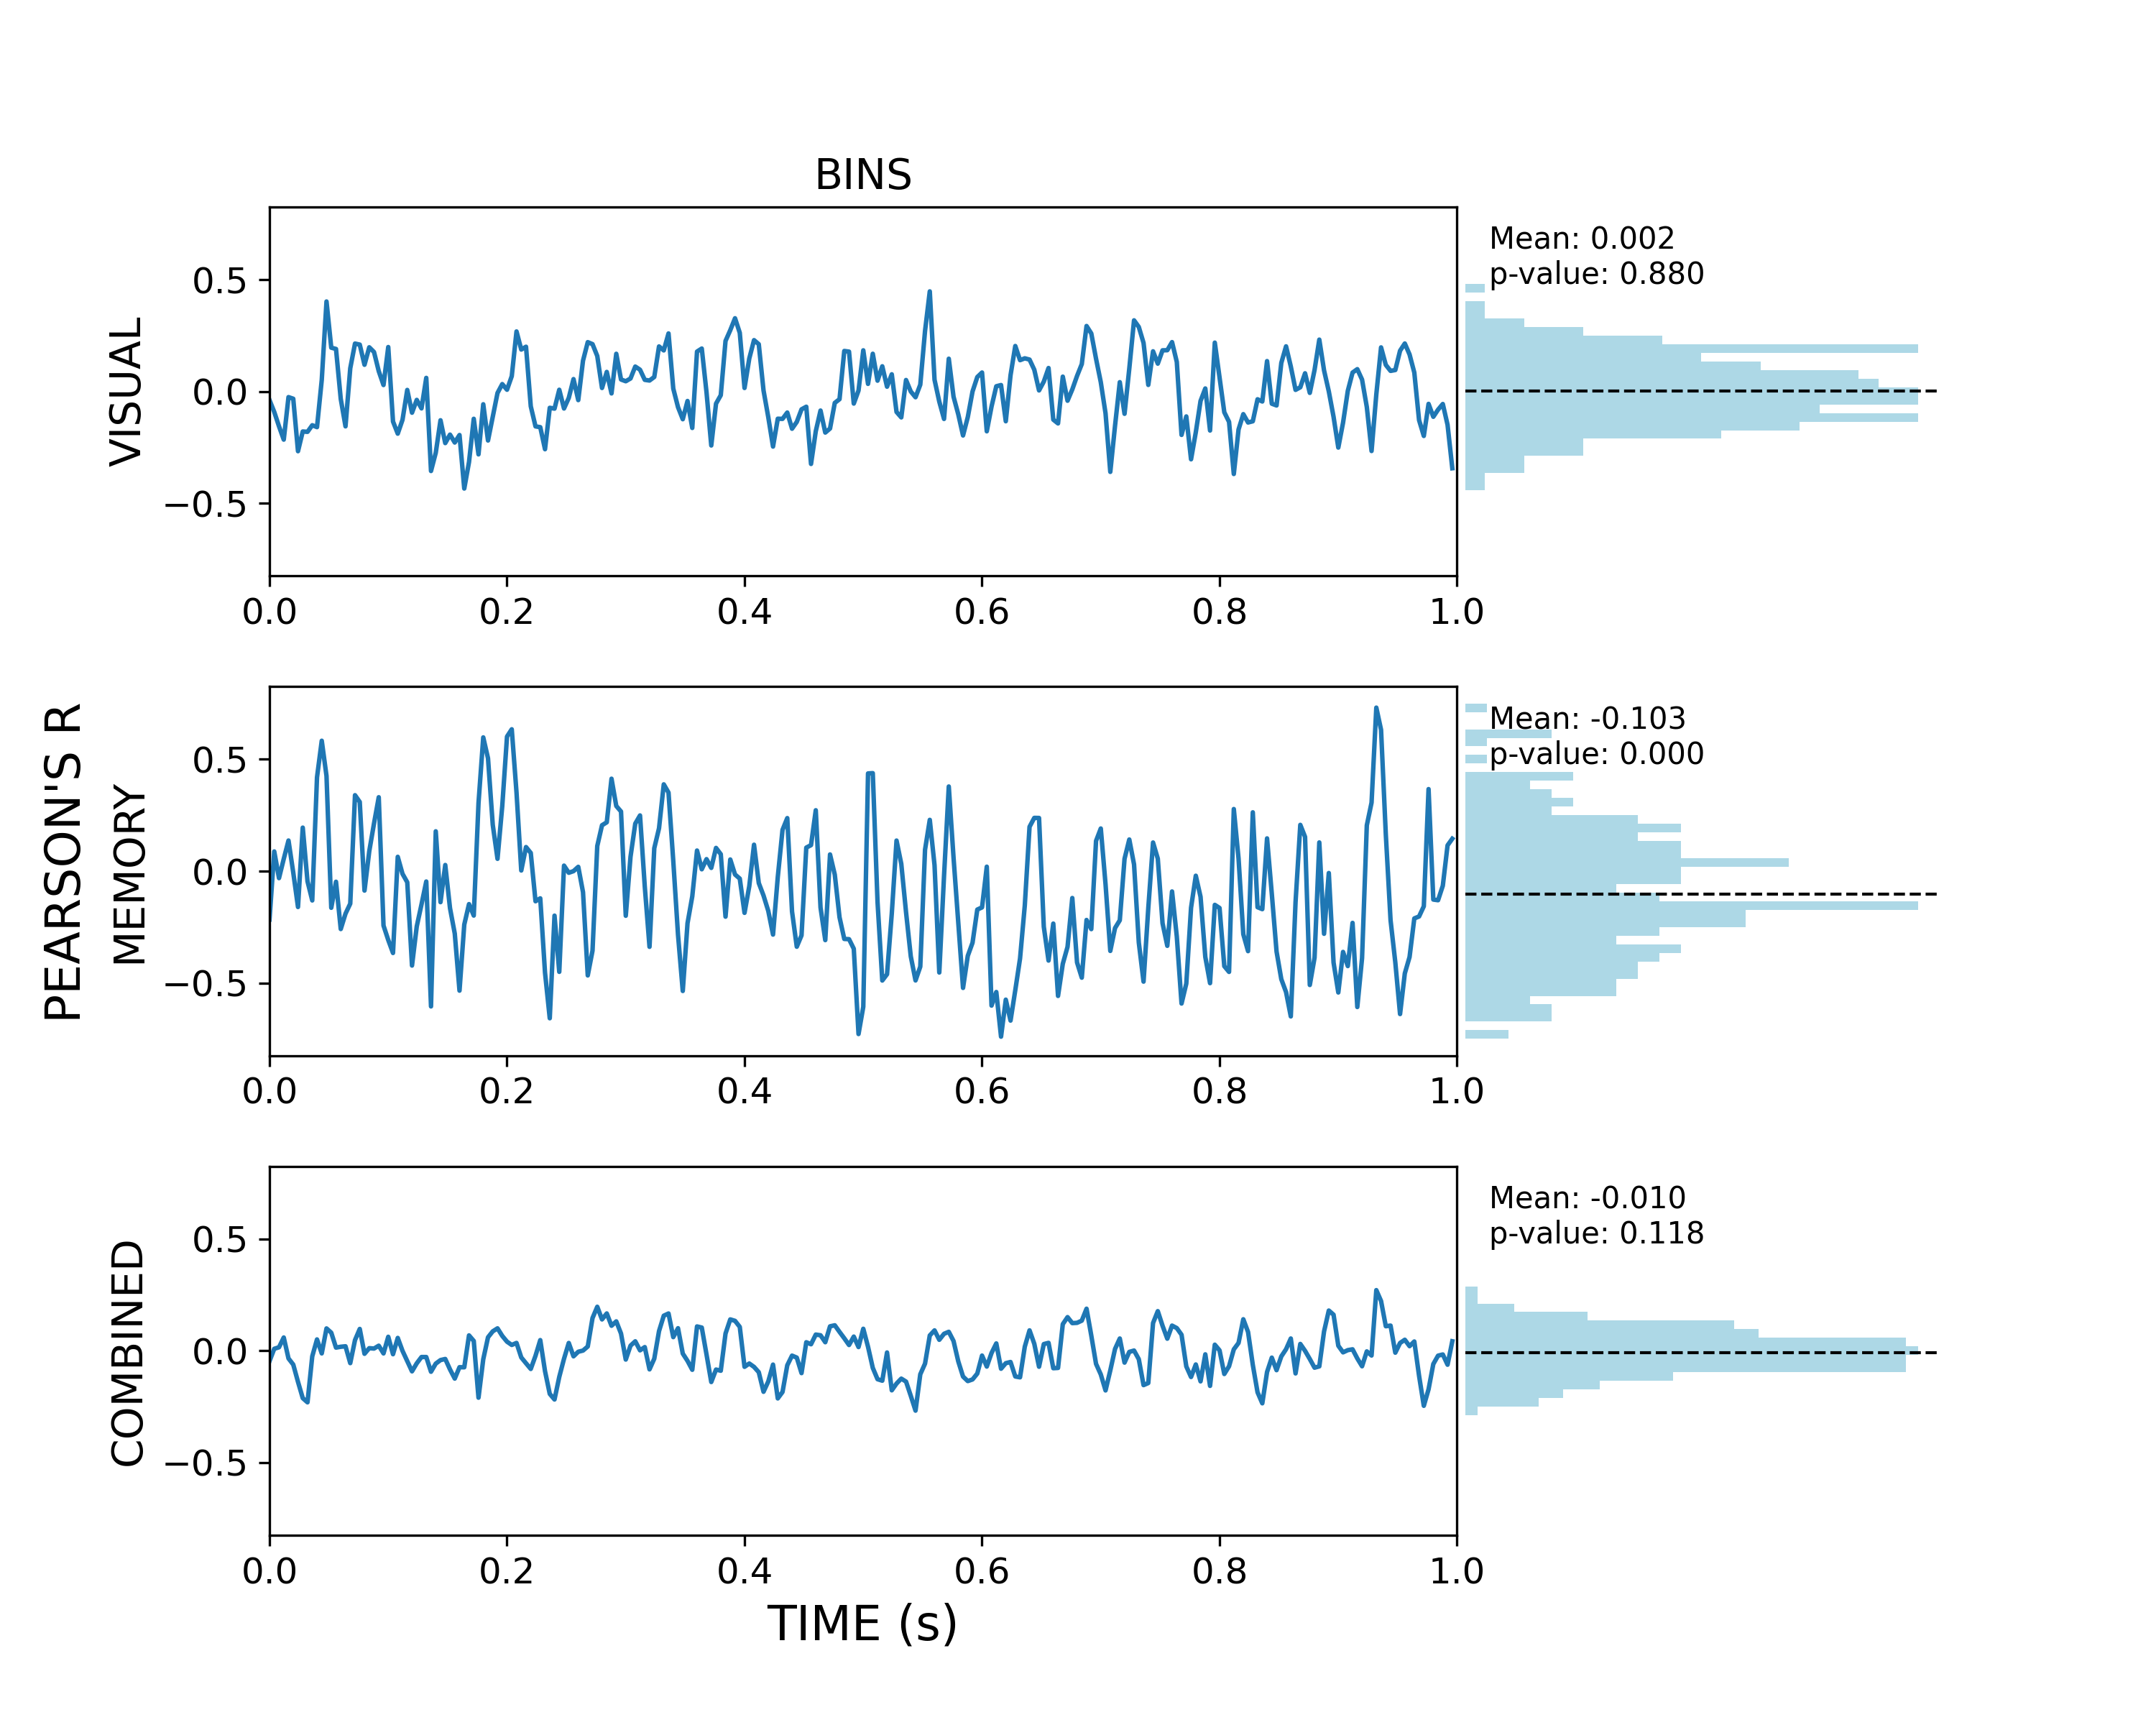 BINS
Mean: 0.002
p-value: 0.880
VISUAL
0.5
0.0
−0.5
0.0 0.2 0.4 0.6 0.8 1.0
PEARSON'S R
Mean: -0.103
p-value: 0.000
MEMORY
0.5
0.0
−0.5
0.0 0.2 0.4 0.6 0.8 1.0
Mean: -0.010
p-value: 0.118
COMBINED
0.5
0.0
−0.5
0.0 0.2 0.4 0.6 0.8 1.0
TIME (s)